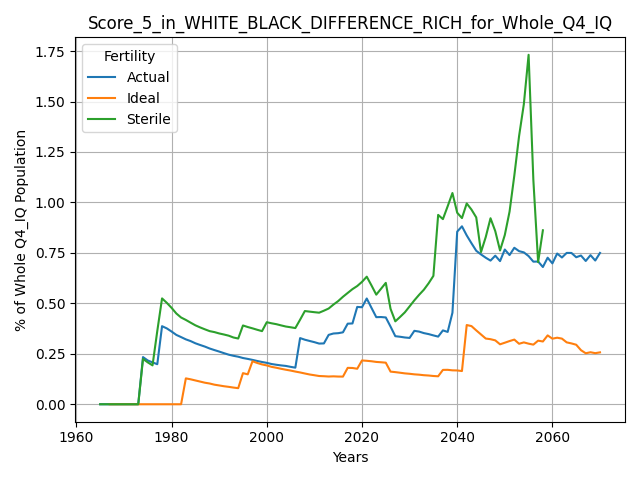 Score_5_in_WHITE_BLACK_DIFFERENCE_RICH_for_Whole_Q4_IQ
Fertility
Actual
Ideal
Sterile
% of Whole Q4_IQ Population
1.75
1.50
1.25
1.00
0.75
0.50
0.25
0.00
1960 1980 2000 2020 2040 2060
Years